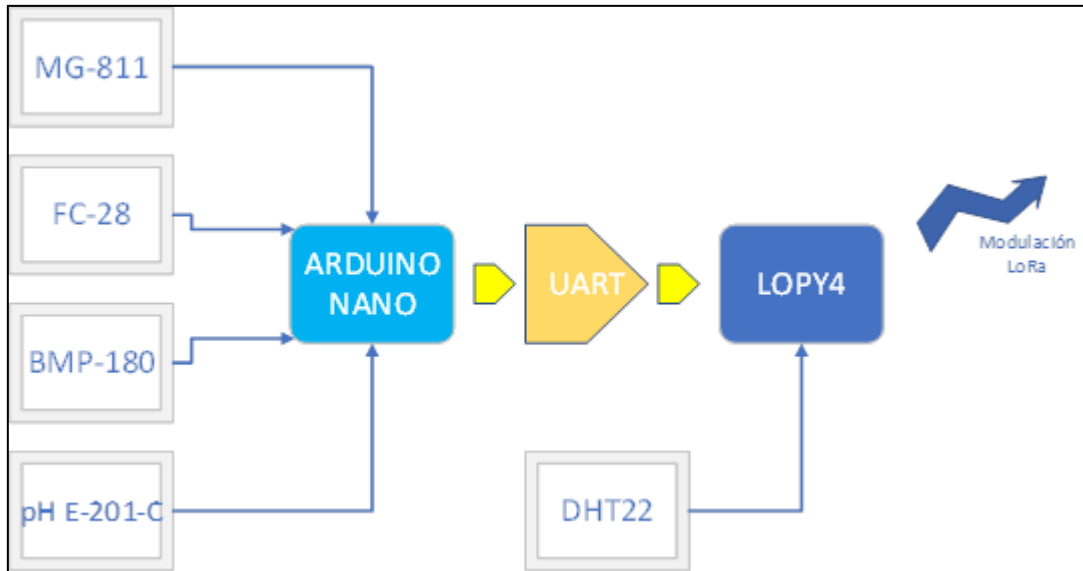 MG-811
FC-28
BMP-180
pH E-201-C
ARDUINO
NANO
UART
LOPY4
DHT22
Modulación
LoRa